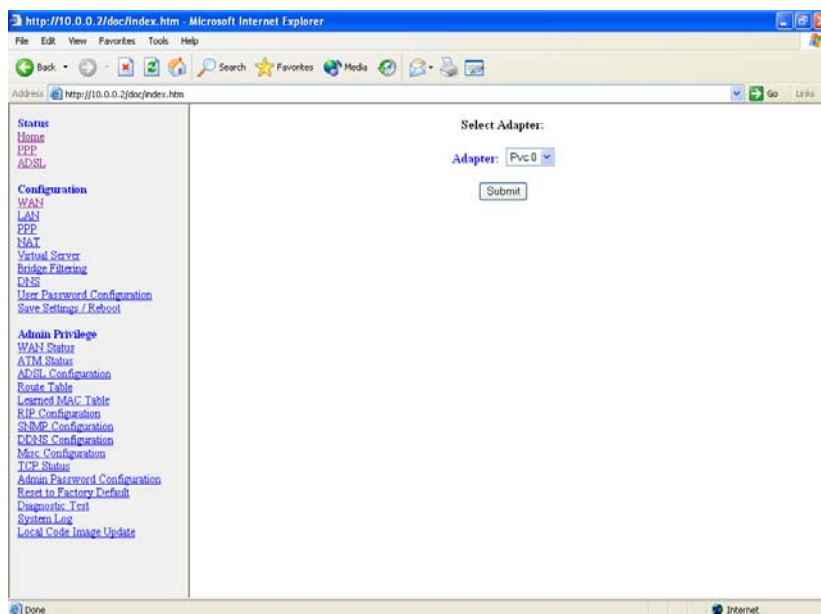 http://10.0.0.2/doc/index.htm - Microsoft Internet Explorer
File Edit View Favorites Tools Help
Back Search Favorites Media
Address http://10.0.0.2/doc/index.htm Go Links
Status
Home
PPP
ADSL
Configuration
WAN
LAN
PPP
NAT
Virtual Server
Bridge Filtering
DNS
User Password Configuration
Save Settings / Reboot
Admin Privilege
WAN Status
ATM Status
ADSL Configuration
Route Table
Learned MAC Table
RIP Configuration
SNMP Configuration
DDNS Configuration
Misc Configuration
TCP Status
Admin Password Configuration
Reset to Factory Default
Diagnostic Test
System Log
Local Code Image Update
Select Adapter:
Adapter: Pvc 0
Submit
Done Internet